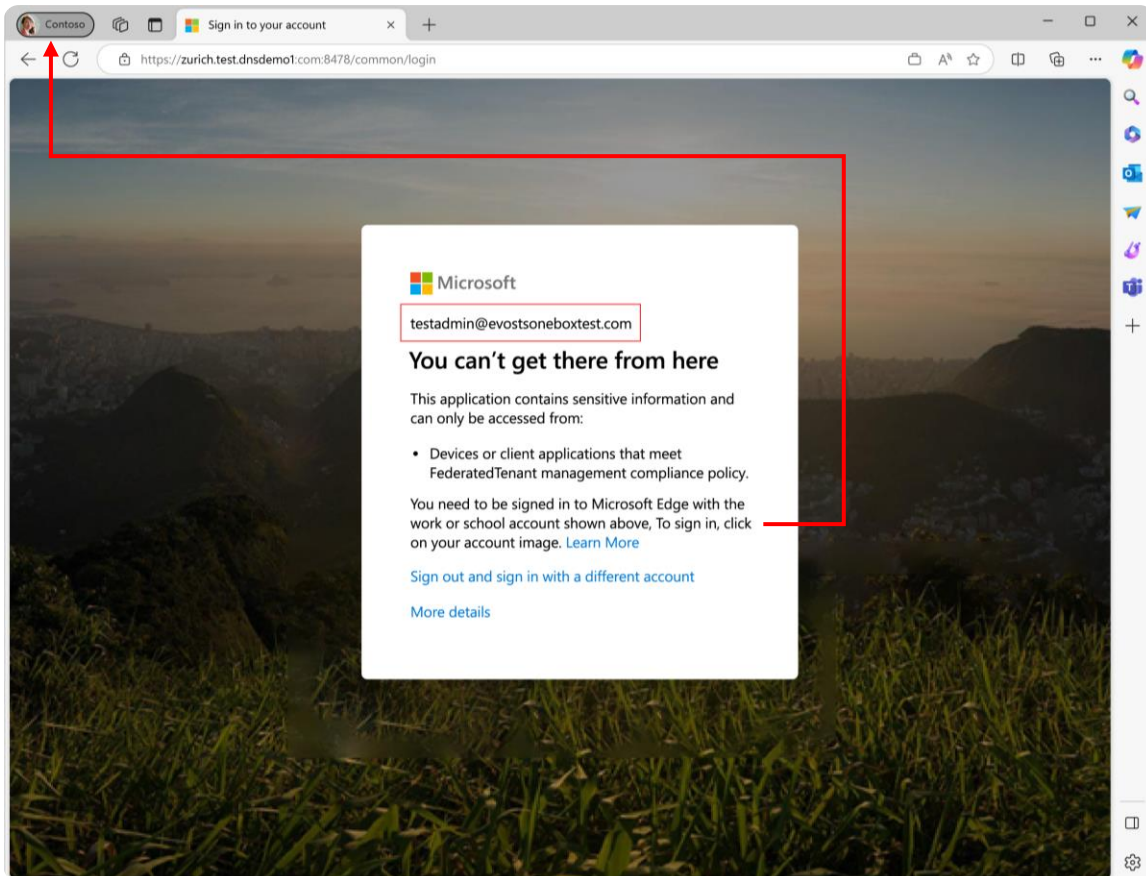 Contoso
Sign in to your account
https://zurich.test.dnsdemo1:com:8478/common/login
Microsoft
testadmin@evostsoneboxtest.com
You can’t get there from here
This application contains sensitive information and
can only be accessed from:
• Devices or client applications that meet
FederatedTenant management compliance policy.
You need to be signed in to Microsoft Edge with the
work or school account shown above, To sign in, click
on your account image. Learn More
Sign out and sign in with a different account
More details